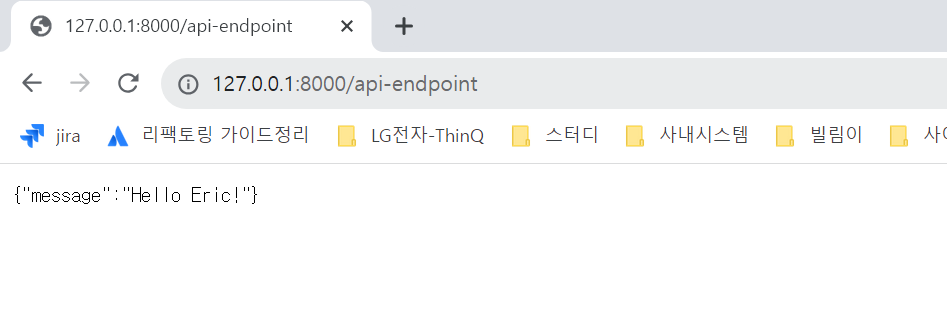 127.0.0.1:8000/api-endpoint
127.0.0.1:8000/api-endpoint
jira 리팩토링 가이드정리 LG전자-ThinQ 스터디 사내시스템 빌림이
{"message":"Hello Eric!"}